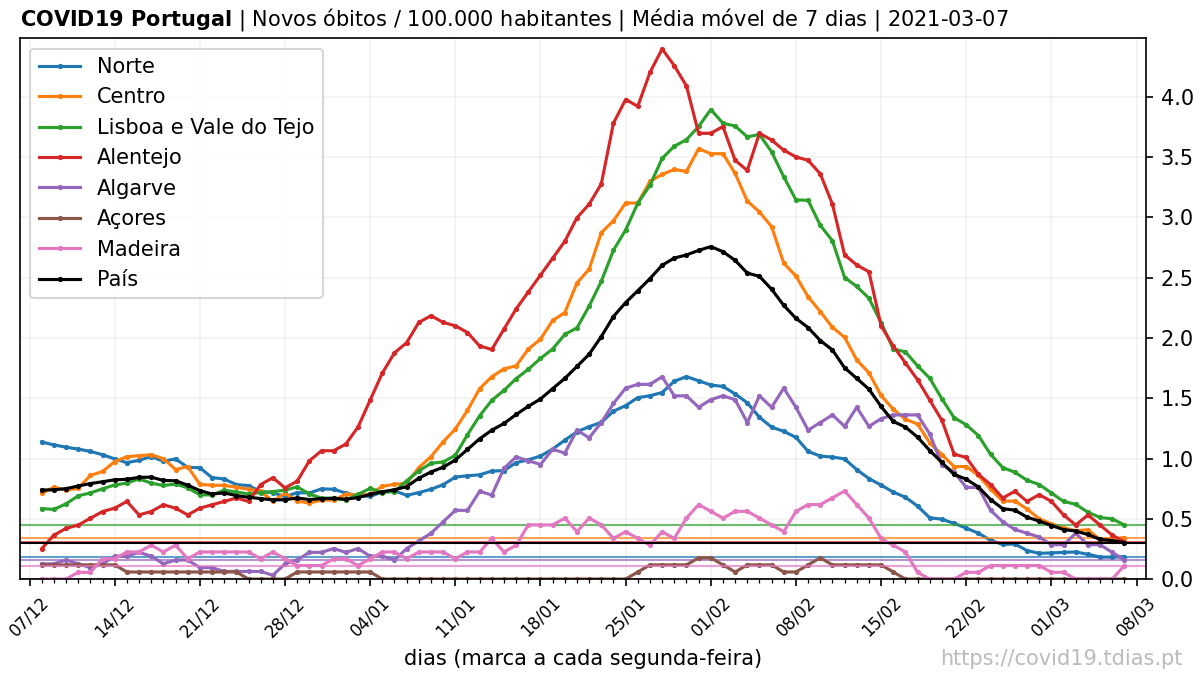 COVID19 Portugal | Novos óbitos / 100.000 habitantes | Média móvel de 7 dias | 2021-03-07
Norte
Centro
Lisboa e Vale do Tejo
Alentejo
Algarve
Açores
Madeira
País
4.0
3.5
3.0
2.5
2.0
1.5
1.0
0.5
0.0
07/12 14/12 21/12 28/12 04/01 11/01 18/01 25/01 01/02 08/02 15/02 22/02 01/03 08/03
dias (marca a cada segunda-feira)
https://covid19.tdias.pt